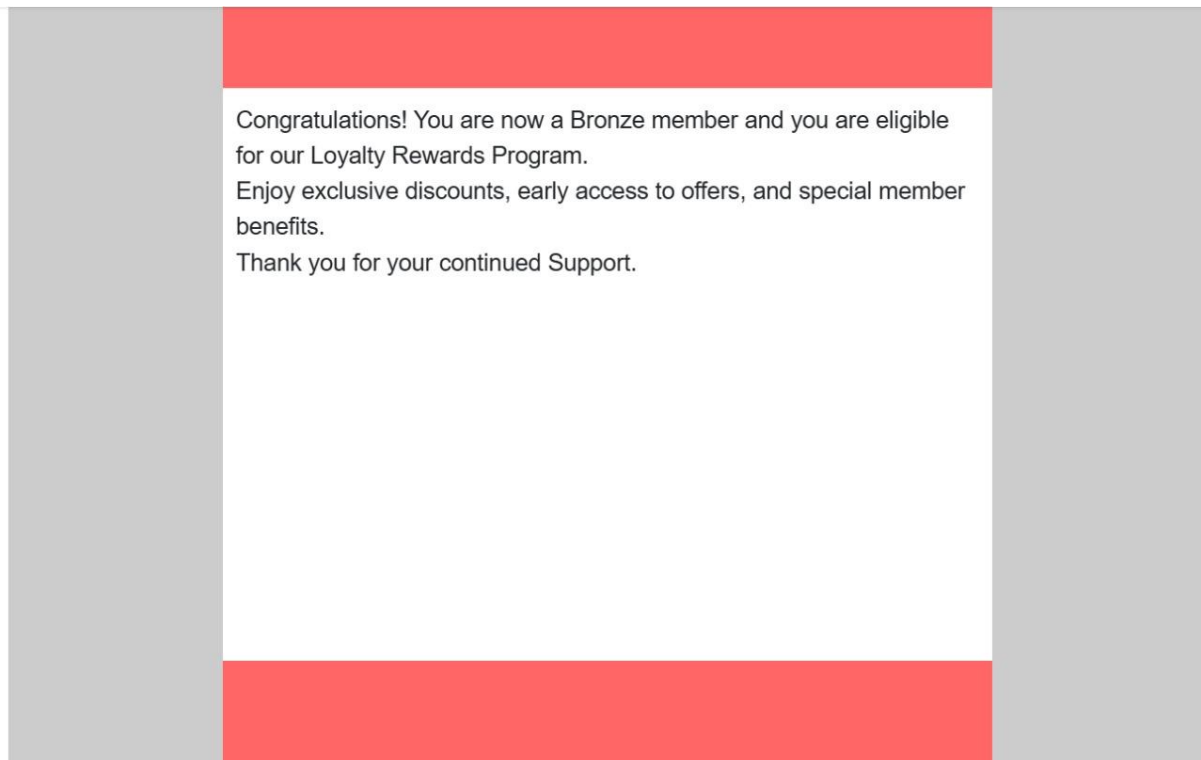 Congratulations! You are now a Bronze member and you are eligible
for our Loyalty Rewards Program.
Enjoy exclusive discounts, early access to offers, and special member
benefits.
Thank you for your continued Support.